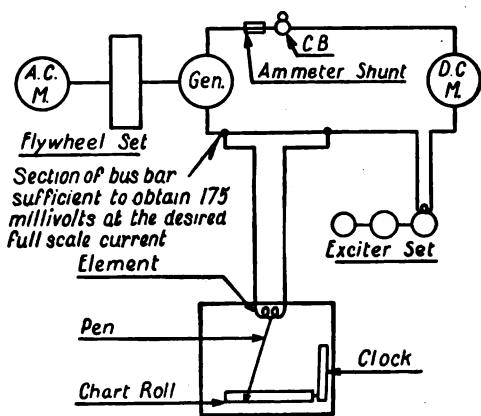 CB
A.C.
M.
Gen.
Ammeter Shunt
D.C
M.
Flywheel Set
Section of bus bar
sufficient to obtain 175
millivolts at the desired
full scale current
Exciter Set
Element
Pen
Clock
Chart Roll